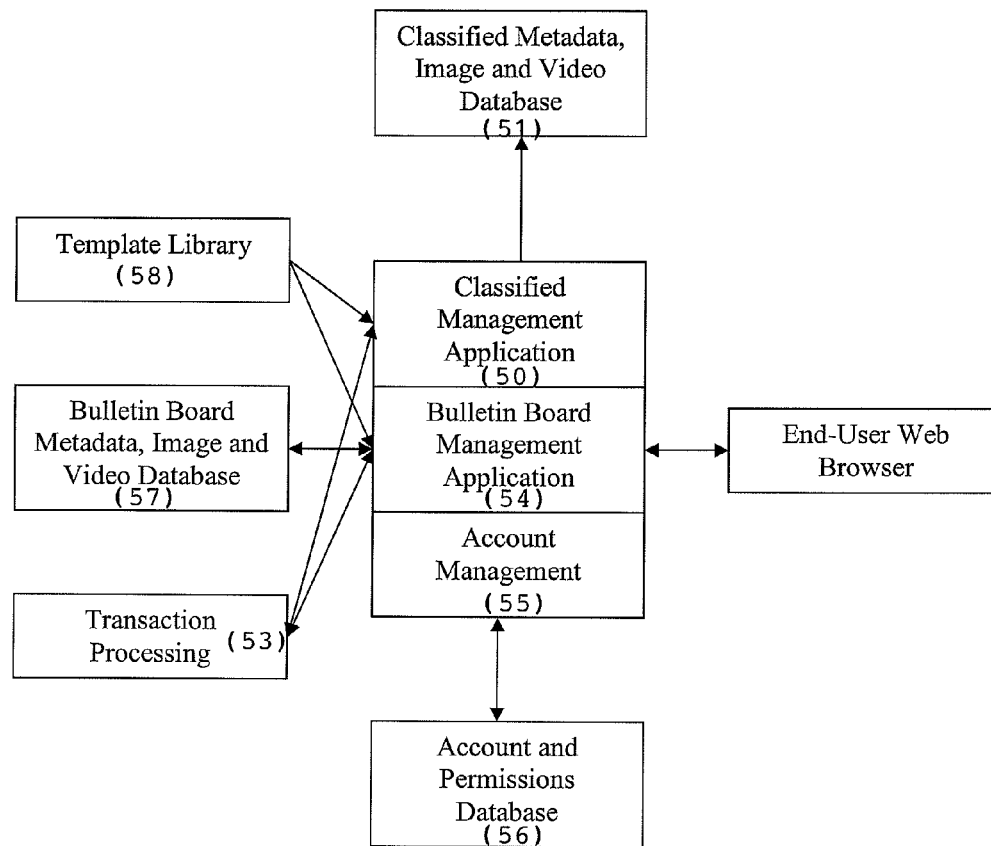 Classified Metadata,
Image and Video
Database
(51)
Template Library
(58)
Classified
Management
Application
(50)
Bulletin Board
Metadata, Image and
Video Database
(57)
Bulletin Board
Management
Application
(54)
End-User Web
Browser
Account
Management
(55)
Transaction
Processing (53)
Account and
Permissions
Database
(56)